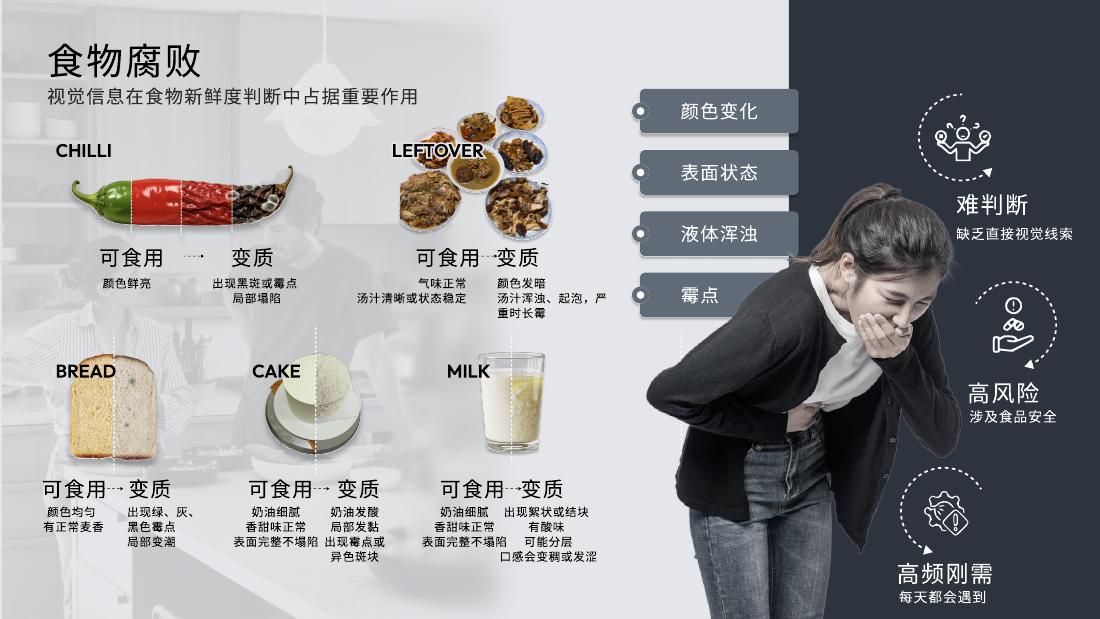 食物腐败
视觉信息在食物新鲜度判断中占据重要作用
CHILLI
可食用
变质
颜色鲜亮
出现黑斑或霉点
局部塌陷
LEFTOVER
可食用
变质
气味正常
汤汁清晰或状态稳定
颜色发暗
汤汁浑浊、起泡，严
重时长霉
BREAD
可食用
变质
颜色均匀
有正常麦香
出现绿、灰、
黑色霉点
局部变潮
CAKE
可食用
变质
奶油细腻
香甜味正常
表面完整不塌陷
奶油发酸
局部发黏
出现霉点或
异色斑块
MILK
可食用
变质
奶油细腻
香甜味正常
表面完整不塌陷
出现絮状或结块
有酸味
可能分层
口感会变稠或发涩
颜色变化
表面状态
液体浑浊
霉点
难判断
缺乏直接视觉线索
高风险
涉及食品安全
高频刚需
每天都会遇到